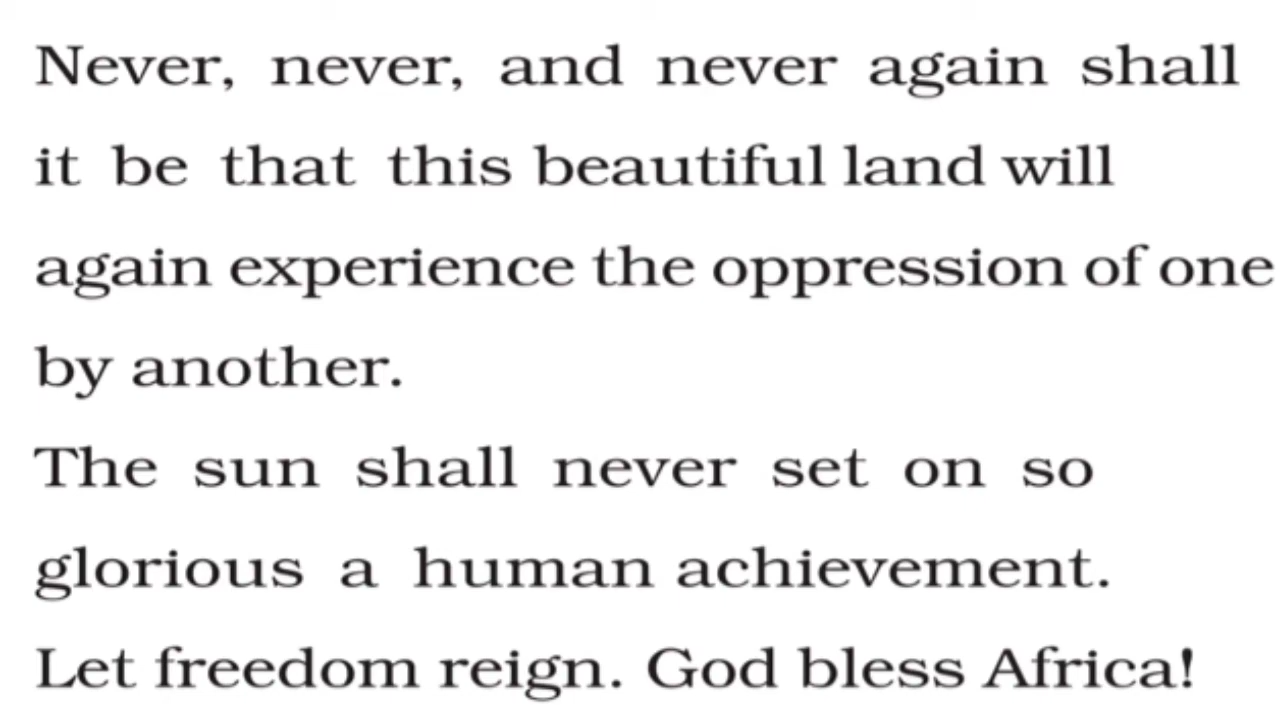 Never, never, and never again shall
it be that this beautiful land will
again experience the oppression of one
by another.
The sun shall never set on so
glorious a human achievement.
Let freedom reign. God bless Africa!